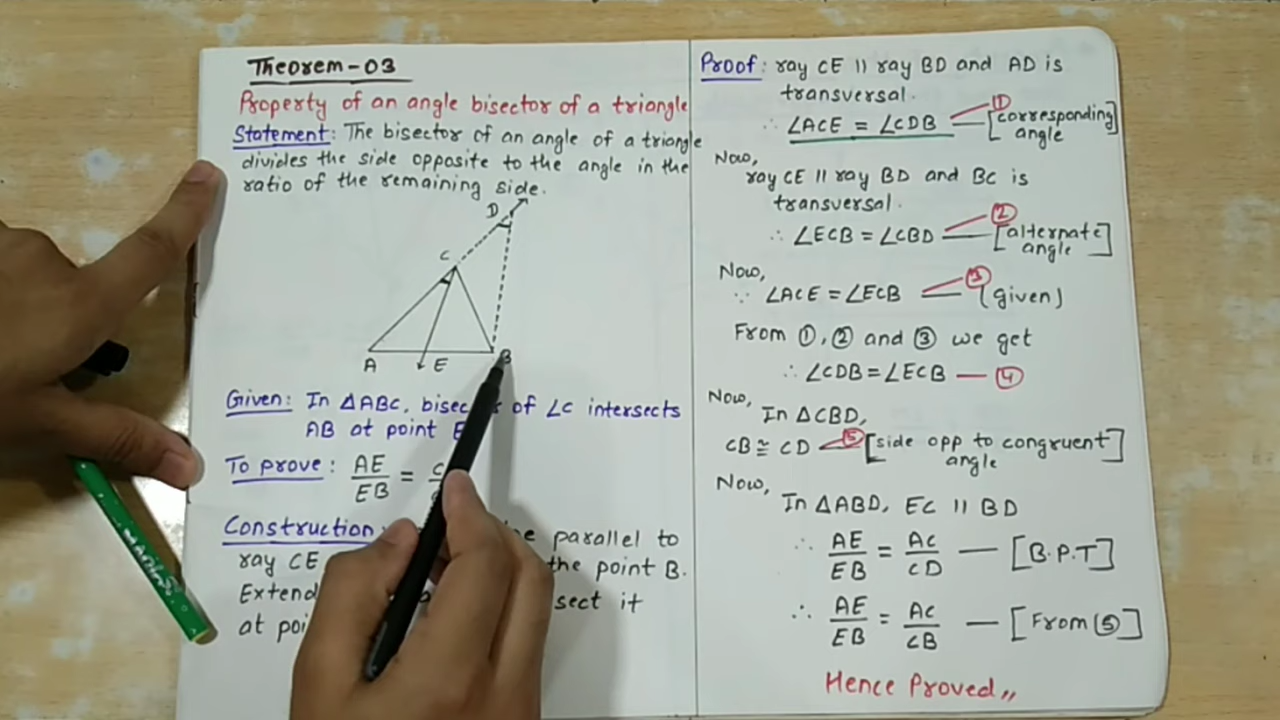 Theorem-03
Property of an angle bisector of a triangle
Statement: The bisector of an angle of a triangle
divides the side opposite to the angle in the
ratio of the remaining side.
D
C
A E B
Given: In △ABC, bisec of ∠C intersects
AB at point E
To prove: AE/EB =
Construction parallel to
ray CE the point B.
Extend sect it
at
Proof: ray CE || ray BD and AD is
transversal.
∴ ∠ACE = ∠CDB — ① [corresponding
angle]
Now,
ray CE || ray BD and BC is
transversal.
∴ ∠ECB = ∠CBD — ② [alternate
angle]
Now,
∵ ∠ACE = ∠ECB — ③ (given)
From ①, ② and ③ we get
∴ ∠CDB = ∠ECB — ④
Now,
In △CBD,
CB ≅ CD — ⑤ [side opp to congruent
angle]
Now,
In △ABD, EC || BD
∴ AE/EB = AC/CD — [B.P.T]
∴ AE/EB = AC/CB — [From ⑤]
Hence Proved,,